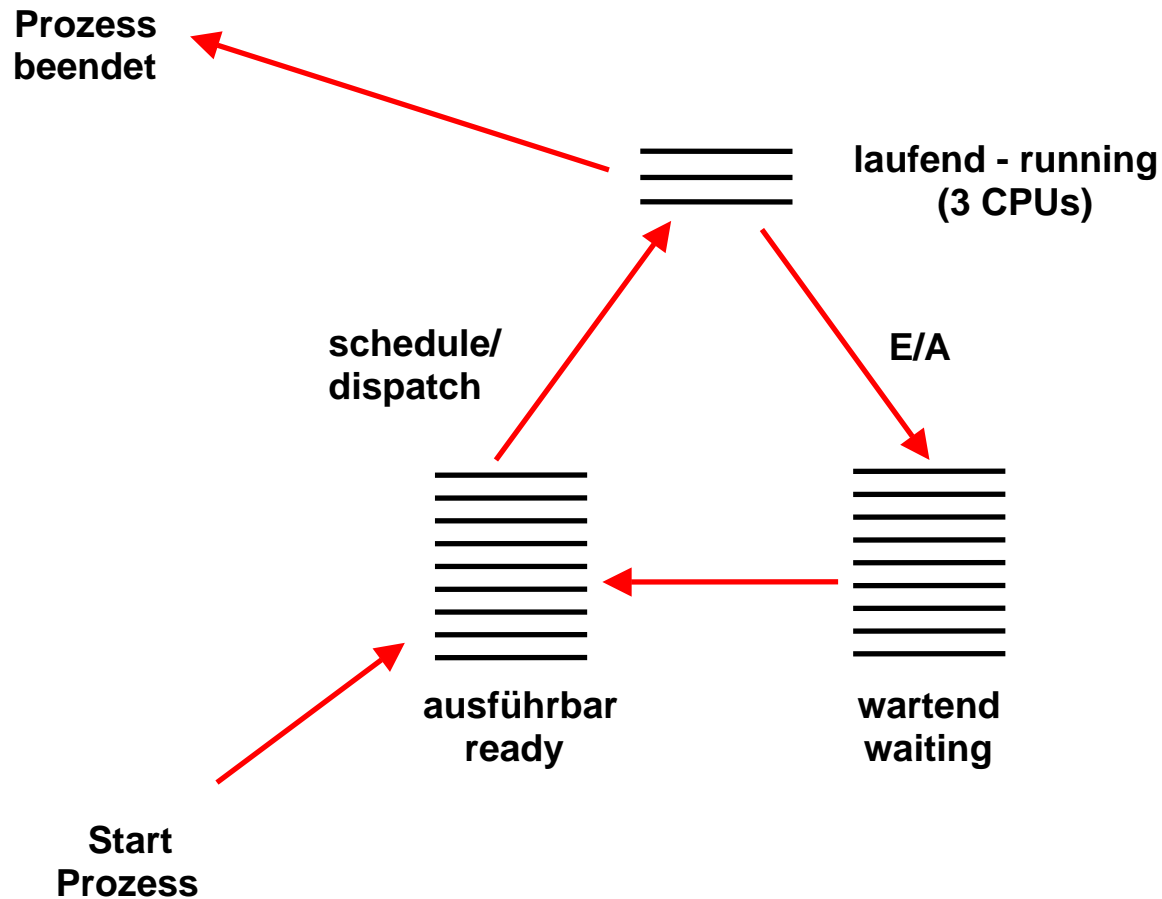 Prozess
beendet
laufend - running
(3 CPUs)
schedule/
dispatch
E/A
ausführbar
ready
wartend
waiting
Start
Prozess